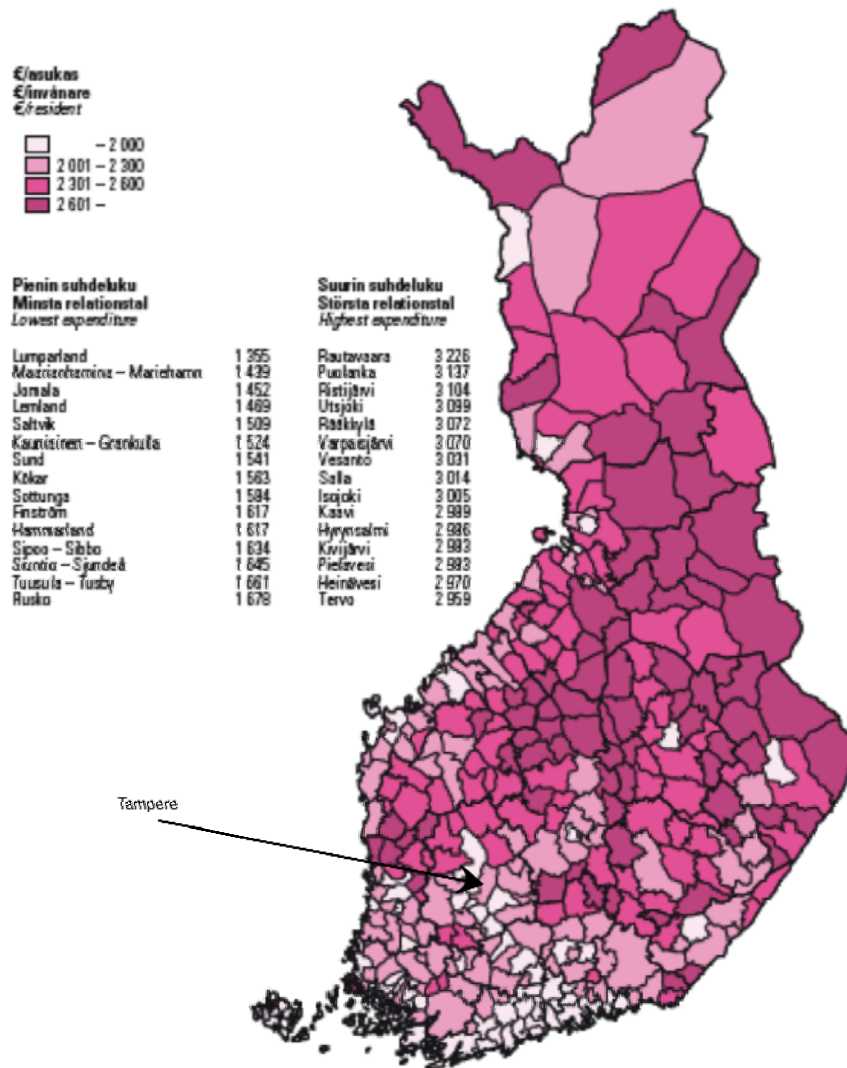 €/asukas
€/invånare
€/resident
– 2 000
2 001 – 2 300
2 301 – 2 600
2 601 –
Pienin suhdeluku
Minsta relationstal
Lowest expenditure
Lumparland 1 355
Maarianhamina – Mariehamn 1 439
Jomala 1 452
Lemland 1 469
Saltvik 1 509
Kauniainen – Grankulla 1 524
Sund 1 541
Kökar 1 563
Sottunga 1 584
Finström 1 617
Hammarland 1 617
Sipoo – Sibbo 1 634
Siuntio – Sjundeå 1 645
Tuusula – Tusby 1 661
Rusko 1 678
Suurin suhdeluku
Största relationstal
Highest expenditure
Rautavaara 3 226
Puolanka 3 137
Ristijärvi 3 104
Utsjoki 3 099
Rääkkylä 3 072
Varpaisjärvi 3 070
Vesanto 3 031
Salla 3 014
Isojoki 3 005
Kaavi 2 989
Hyrynsalmi 2 986
Kivijärvi 2 983
Pielavesi 2 983
Heinävesi 2 970
Tervo 2 959
Tampere